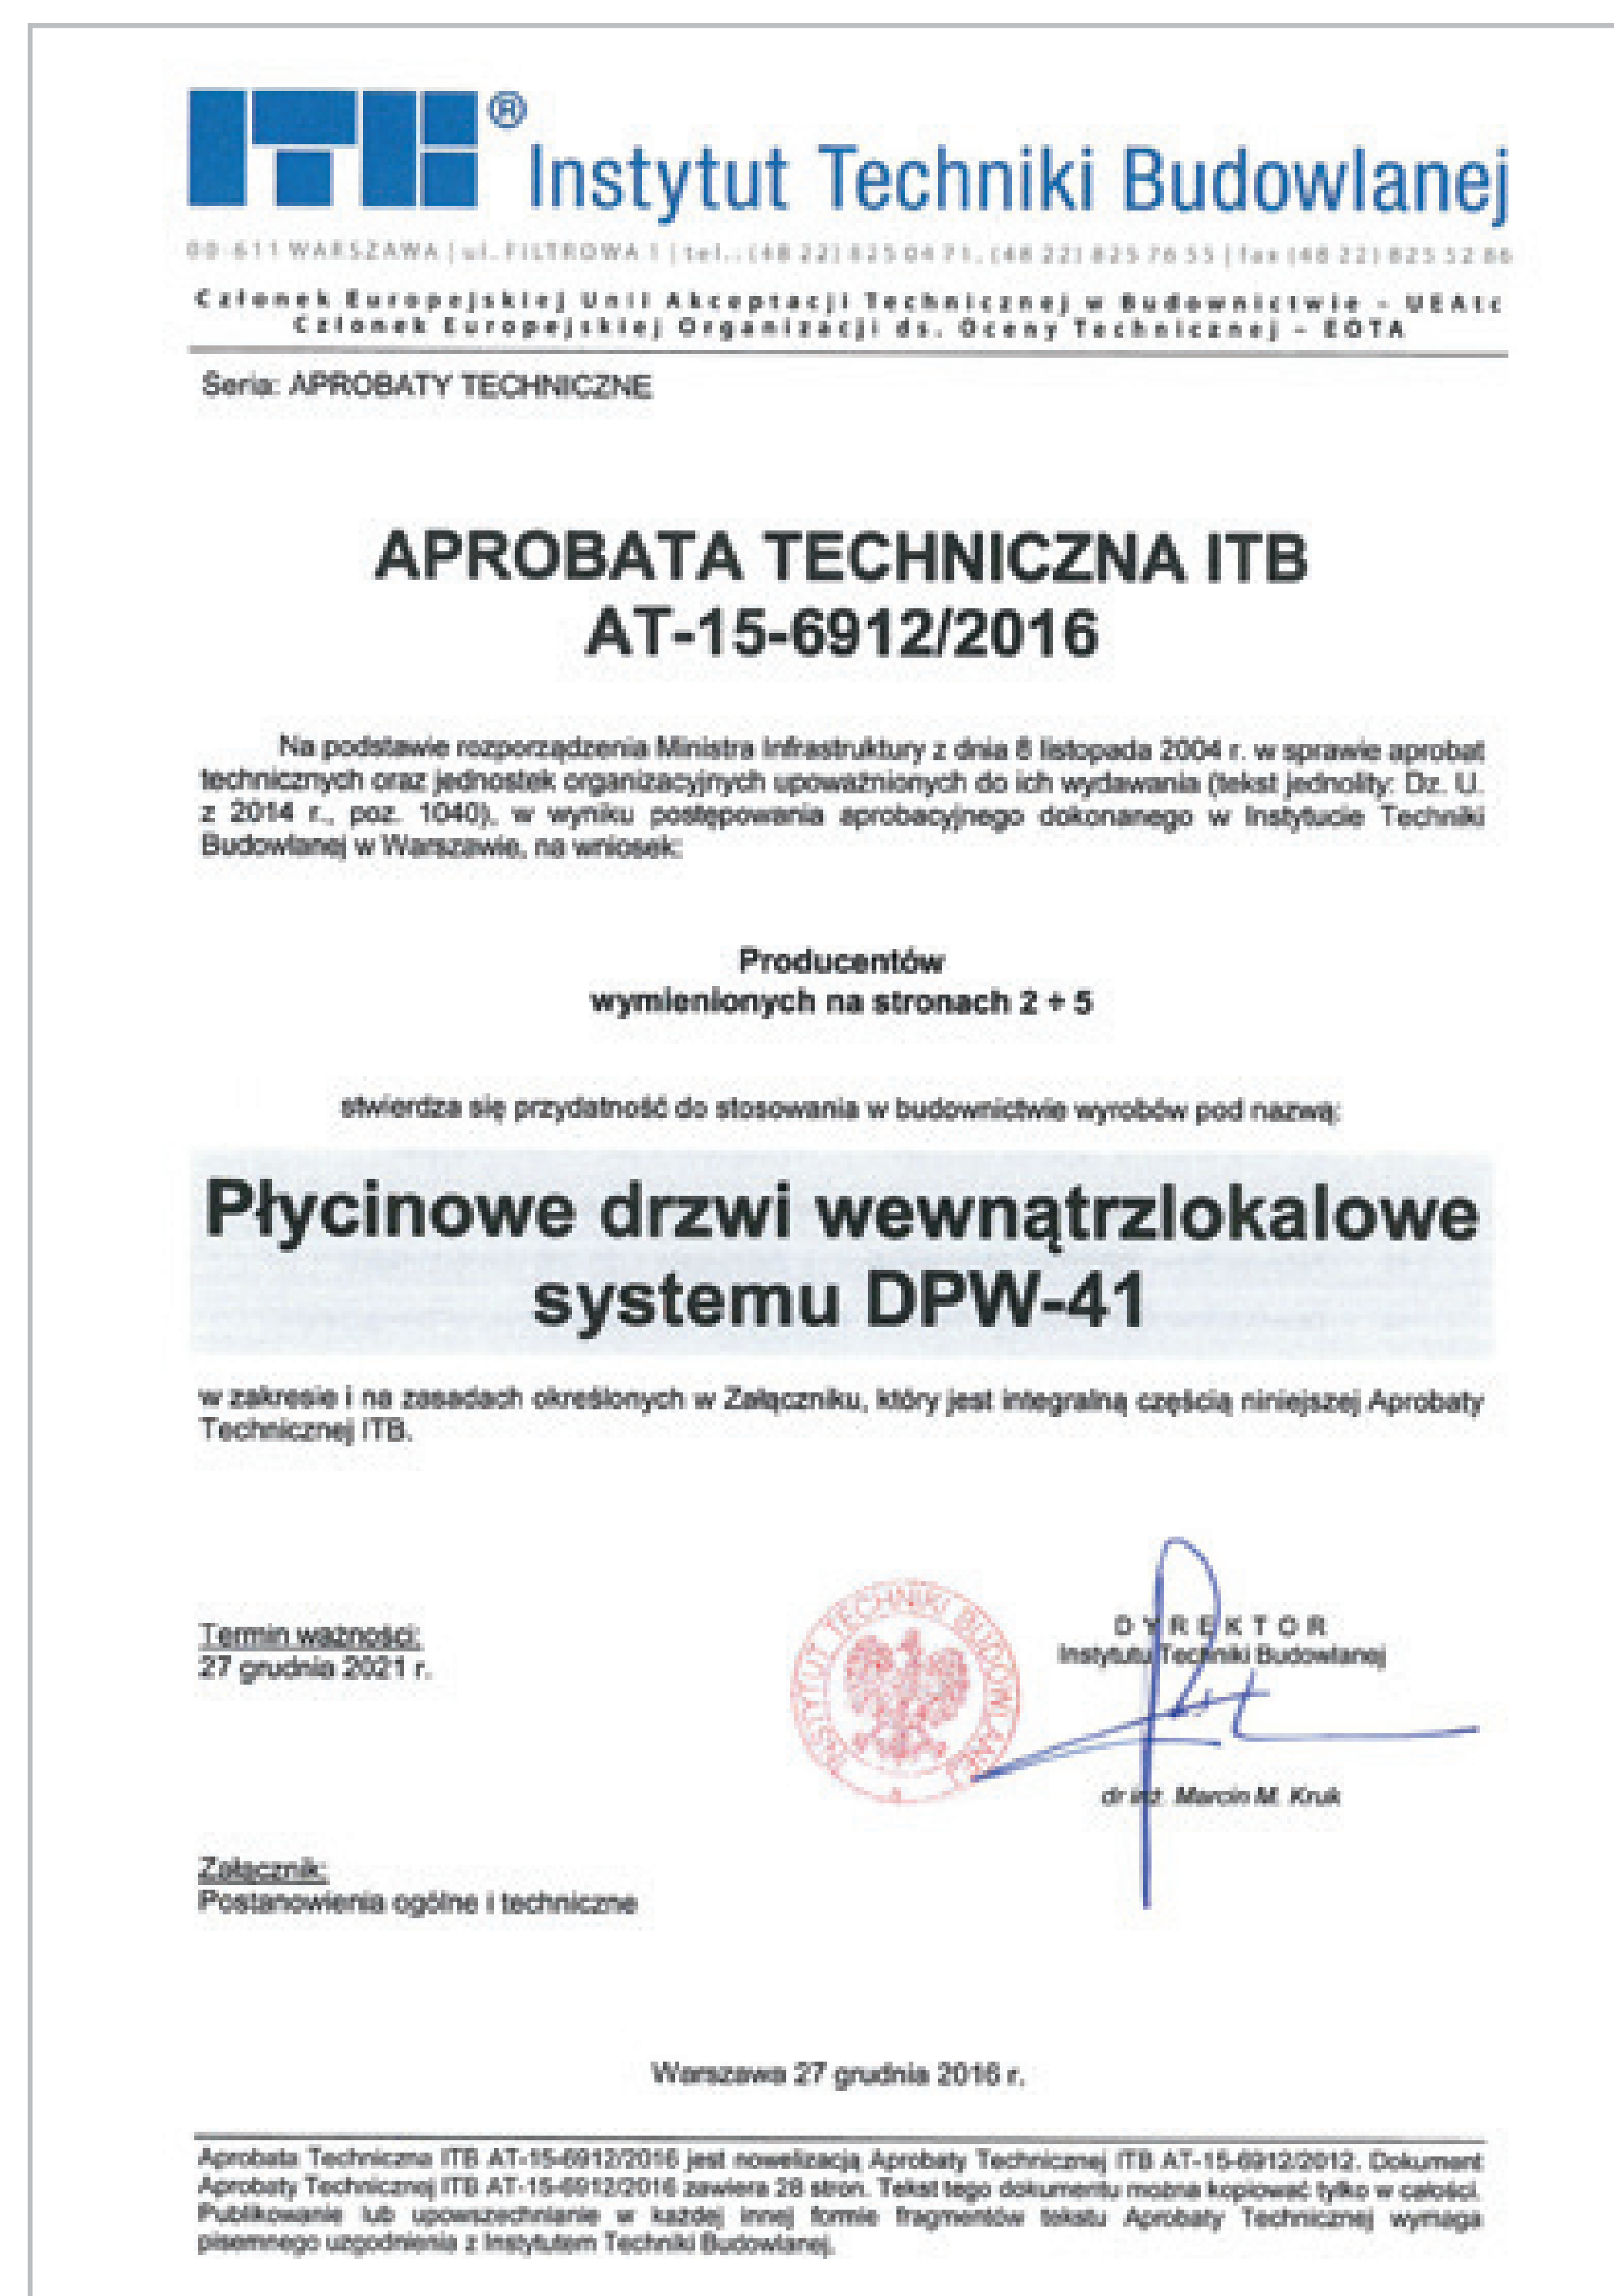 ITB®
Instytut Techniki Budowlanej
00-611 WARSZAWA | ul. FILTROWA 1 | tel.: (48 22) 825 04 71, (48 22) 825 76 55 | fax (48 22) 825 52 86
Członek Europejskiej Unii Akceptacji Technicznej w Budownictwie – UEAtc
Członek Europejskiej Organizacji ds. Oceny Technicznej – EOTA
Seria: APROBATY TECHNICZNE
APROBATA TECHNICZNA ITB
AT-15-6912/2016
Na podstawie rozporządzenia Ministra Infrastruktury z dnia 8 listopada 2004 r. w sprawie aprobat
technicznych oraz jednostek organizacyjnych upoważnionych do ich wydawania (tekst jednolity: Dz. U.
z 2014 r., poz. 1040), w wyniku postępowania aprobacyjnego dokonanego w Instytucie Techniki
Budowlanej w Warszawie, na wniosek:
Producentów
wymienionych na stronach 2 ÷ 5
stwierdza się przydatność do stosowania w budownictwie wyrobów pod nazwą:
Płycinowe drzwi wewnątrzlokalowe
systemu DPW-41
w zakresie i na zasadach określonych w Załączniku, który jest integralną częścią niniejszej Aprobaty
Technicznej ITB.
Termin ważności:
27 grudnia 2021 r.
INSTYTUT TECHNIKI BUDOWLANEJ
DYREKTOR
Instytutu Techniki Budowlanej
dr inż. Marcin M. Kruk
Załącznik:
Postanowienia ogólne i techniczne
Warszawa 27 grudnia 2016 r.
Aprobata Techniczna ITB AT-15-6912/2016 jest nowelizacją Aprobaty Technicznej ITB AT-15-6912/2012. Dokument
Aprobaty Technicznej ITB AT-15-6912/2016 zawiera 28 stron. Tekst tego dokumentu można kopiować tylko w całości.
Publikowanie lub upowszechnianie w każdej innej formie fragmentów tekstu Aprobaty Technicznej wymaga
pisemnego uzgodnienia z Instytutem Techniki Budowlanej.